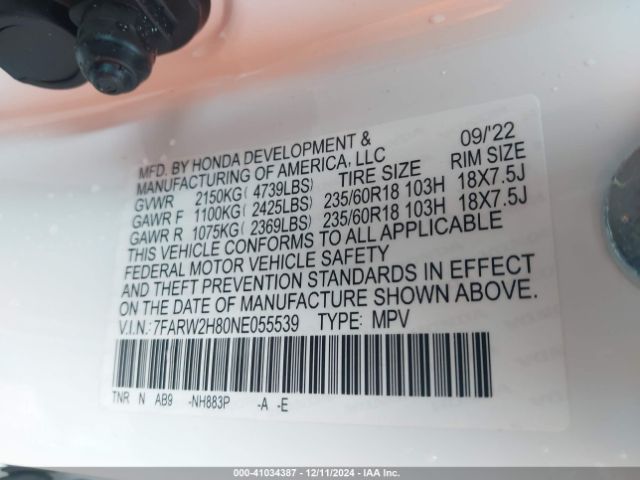 MFD. BY HONDA DEVELOPMENT & 09/'22
MANUFACTURING OF AMERICA, LLC
GVWR 2150KG( 4739LBS) TIRE SIZE RIM SIZE
GAWR F 1100KG( 2425LBS) 235/60R18 103H 18X7.5J
GAWR R 1075KG( 2369LBS) 235/60R18 103H 18X7.5J
THIS VEHICLE CONFORMS TO ALL APPLICABLE
FEDERAL MOTOR VEHICLE SAFETY
AND THEFT PREVENTION STANDARDS IN EFFECT
ON THE DATE OF MANUFACTURE SHOWN ABOVE.
V.I.N.: 7FARW2H80NE055539 TYPE: MPV
TNR N AB9 -NH883P -A -E
000-41034387 - 12/11/2024 - IAA Inc.